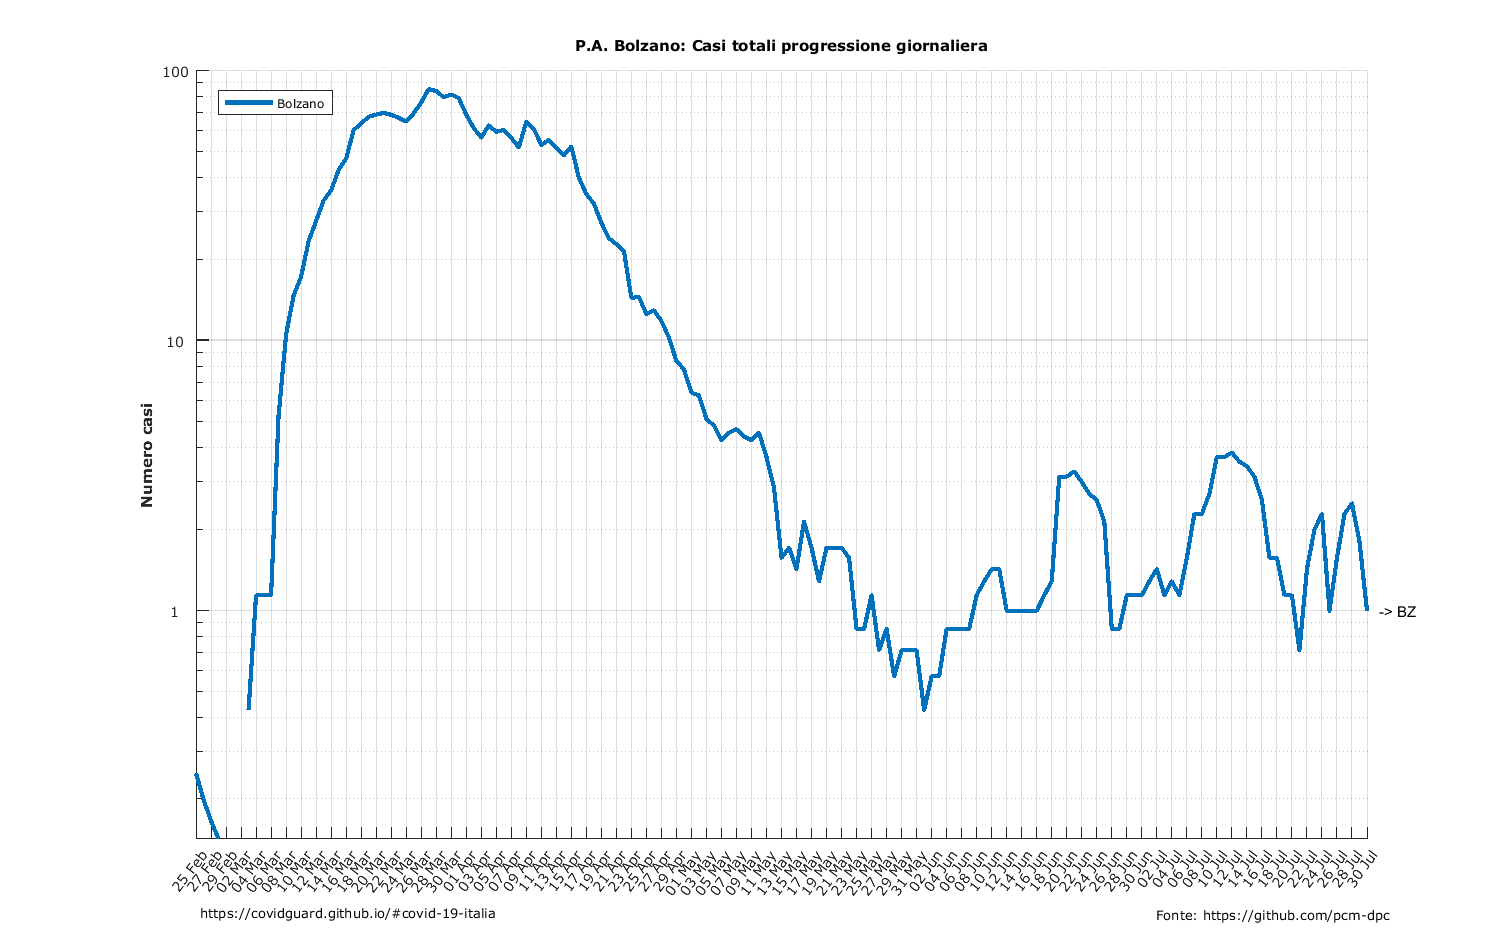 P.A. Bolzano: Casi totali progressione giornaliera
100
Bolzano
10
Numero casi
1
-> BZ
25 Feb
27 Feb
29 Feb
02 Mar
04 Mar
06 Mar
08 Mar
10 Mar
12 Mar
14 Mar
16 Mar
18 Mar
20 Mar
22 Mar
24 Mar
26 Mar
28 Mar
30 Mar
01 Apr
03 Apr
05 Apr
07 Apr
09 Apr
11 Apr
13 Apr
15 Apr
17 Apr
19 Apr
21 Apr
23 Apr
25 Apr
27 Apr
29 Apr
01 May
03 May
05 May
07 May
09 May
11 May
13 May
15 May
17 May
19 May
21 May
23 May
25 May
27 May
29 May
31 May
02 Jun
04 Jun
06 Jun
08 Jun
10 Jun
12 Jun
14 Jun
16 Jun
18 Jun
20 Jun
22 Jun
24 Jun
26 Jun
28 Jun
30 Jun
02 Jul
04 Jul
06 Jul
08 Jul
10 Jul
12 Jul
14 Jul
16 Jul
18 Jul
20 Jul
22 Jul
24 Jul
26 Jul
28 Jul
30 Jul
https://covidguard.github.io/#covid-19-italia
Fonte: https://github.com/pcm-dpc